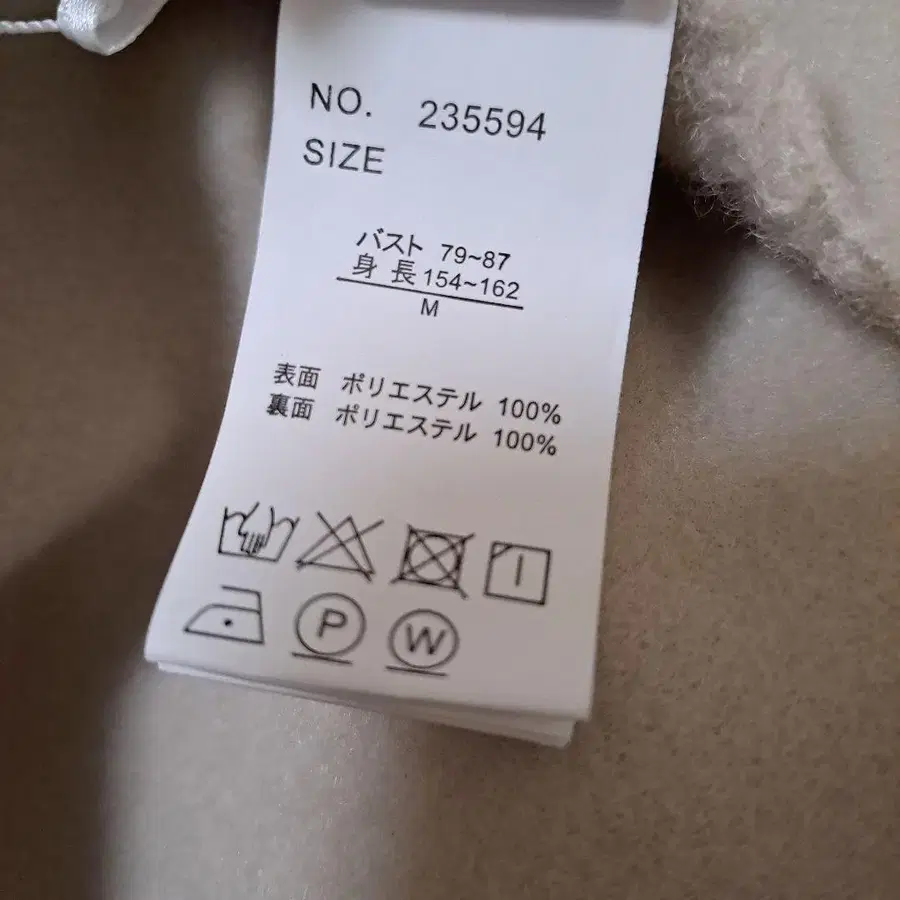 NO. 235594
SIZE
バスト 79~87
身 長 154~162
M
表面 ポリエステル 100%
裏面 ポリエステル 100%
P W